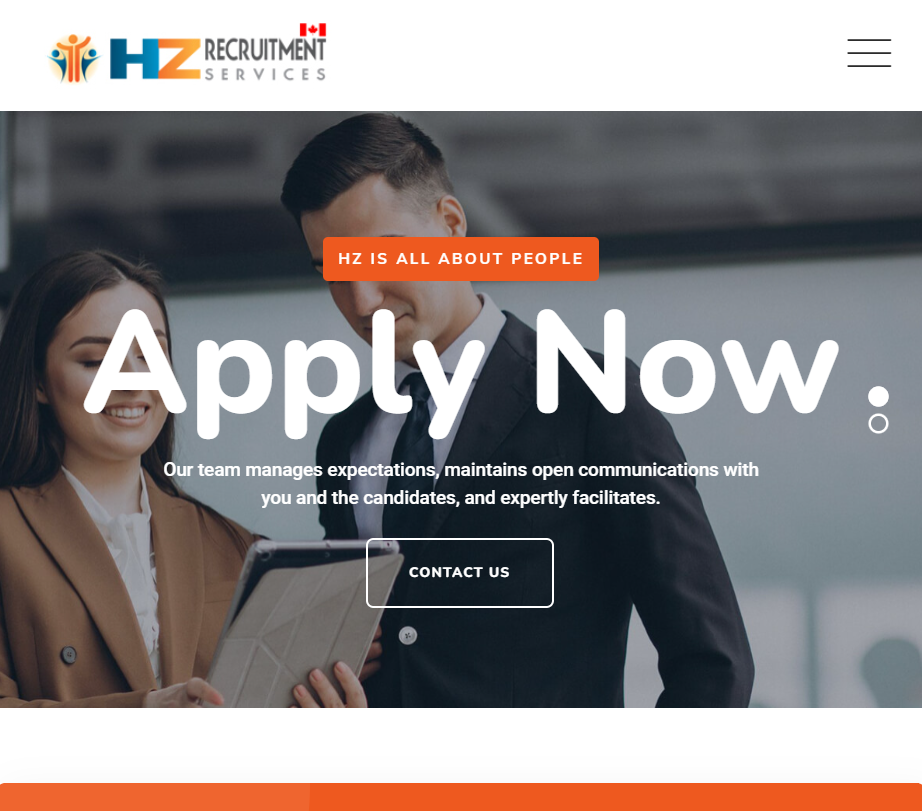 HZ RECRUITMENT
SERVICES
HZ IS ALL ABOUT PEOPLE
Apply Now
Our team manages expectations, maintains open communications with
you and the candidates, and expertly facilitates.
CONTACT US